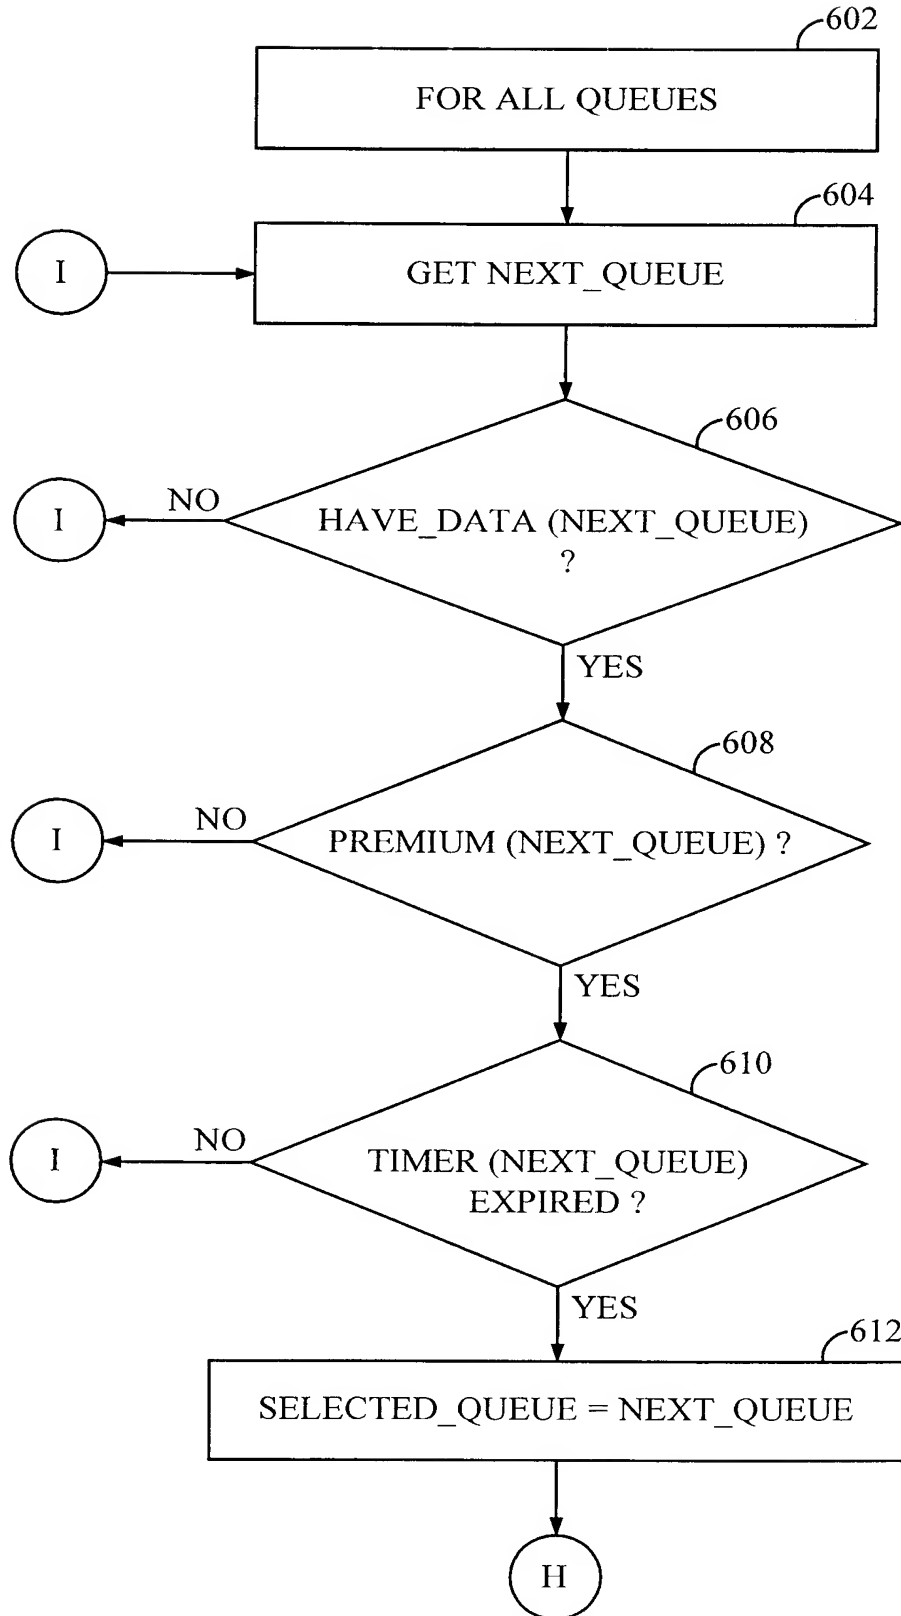 602
FOR ALL QUEUES
604
I
GET NEXT_QUEUE
606
I
NO
HAVE_DATA (NEXT_QUEUE)
?
YES
608
I
NO
PREMIUM (NEXT_QUEUE) ?
YES
610
I
NO
TIMER (NEXT_QUEUE)
EXPIRED ?
YES
612
SELECTED_QUEUE = NEXT_QUEUE
H